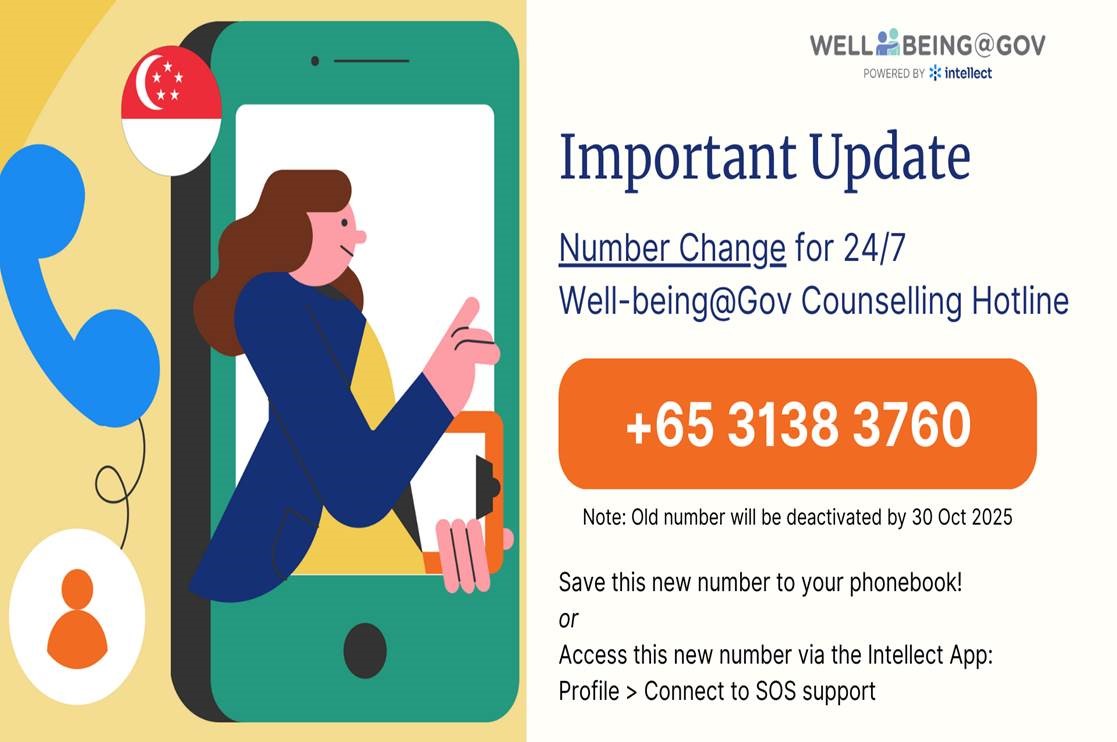 WELL BEING@GOV
POWERED BY intellect
Important Update
Number Change for 24/7
Well-being@Gov Counselling Hotline
+65 3138 3760
Note: Old number will be deactivated by 30 Oct 2025
Save this new number to your phonebook!
or
Access this new number via the Intellect App:
Profile > Connect to SOS support